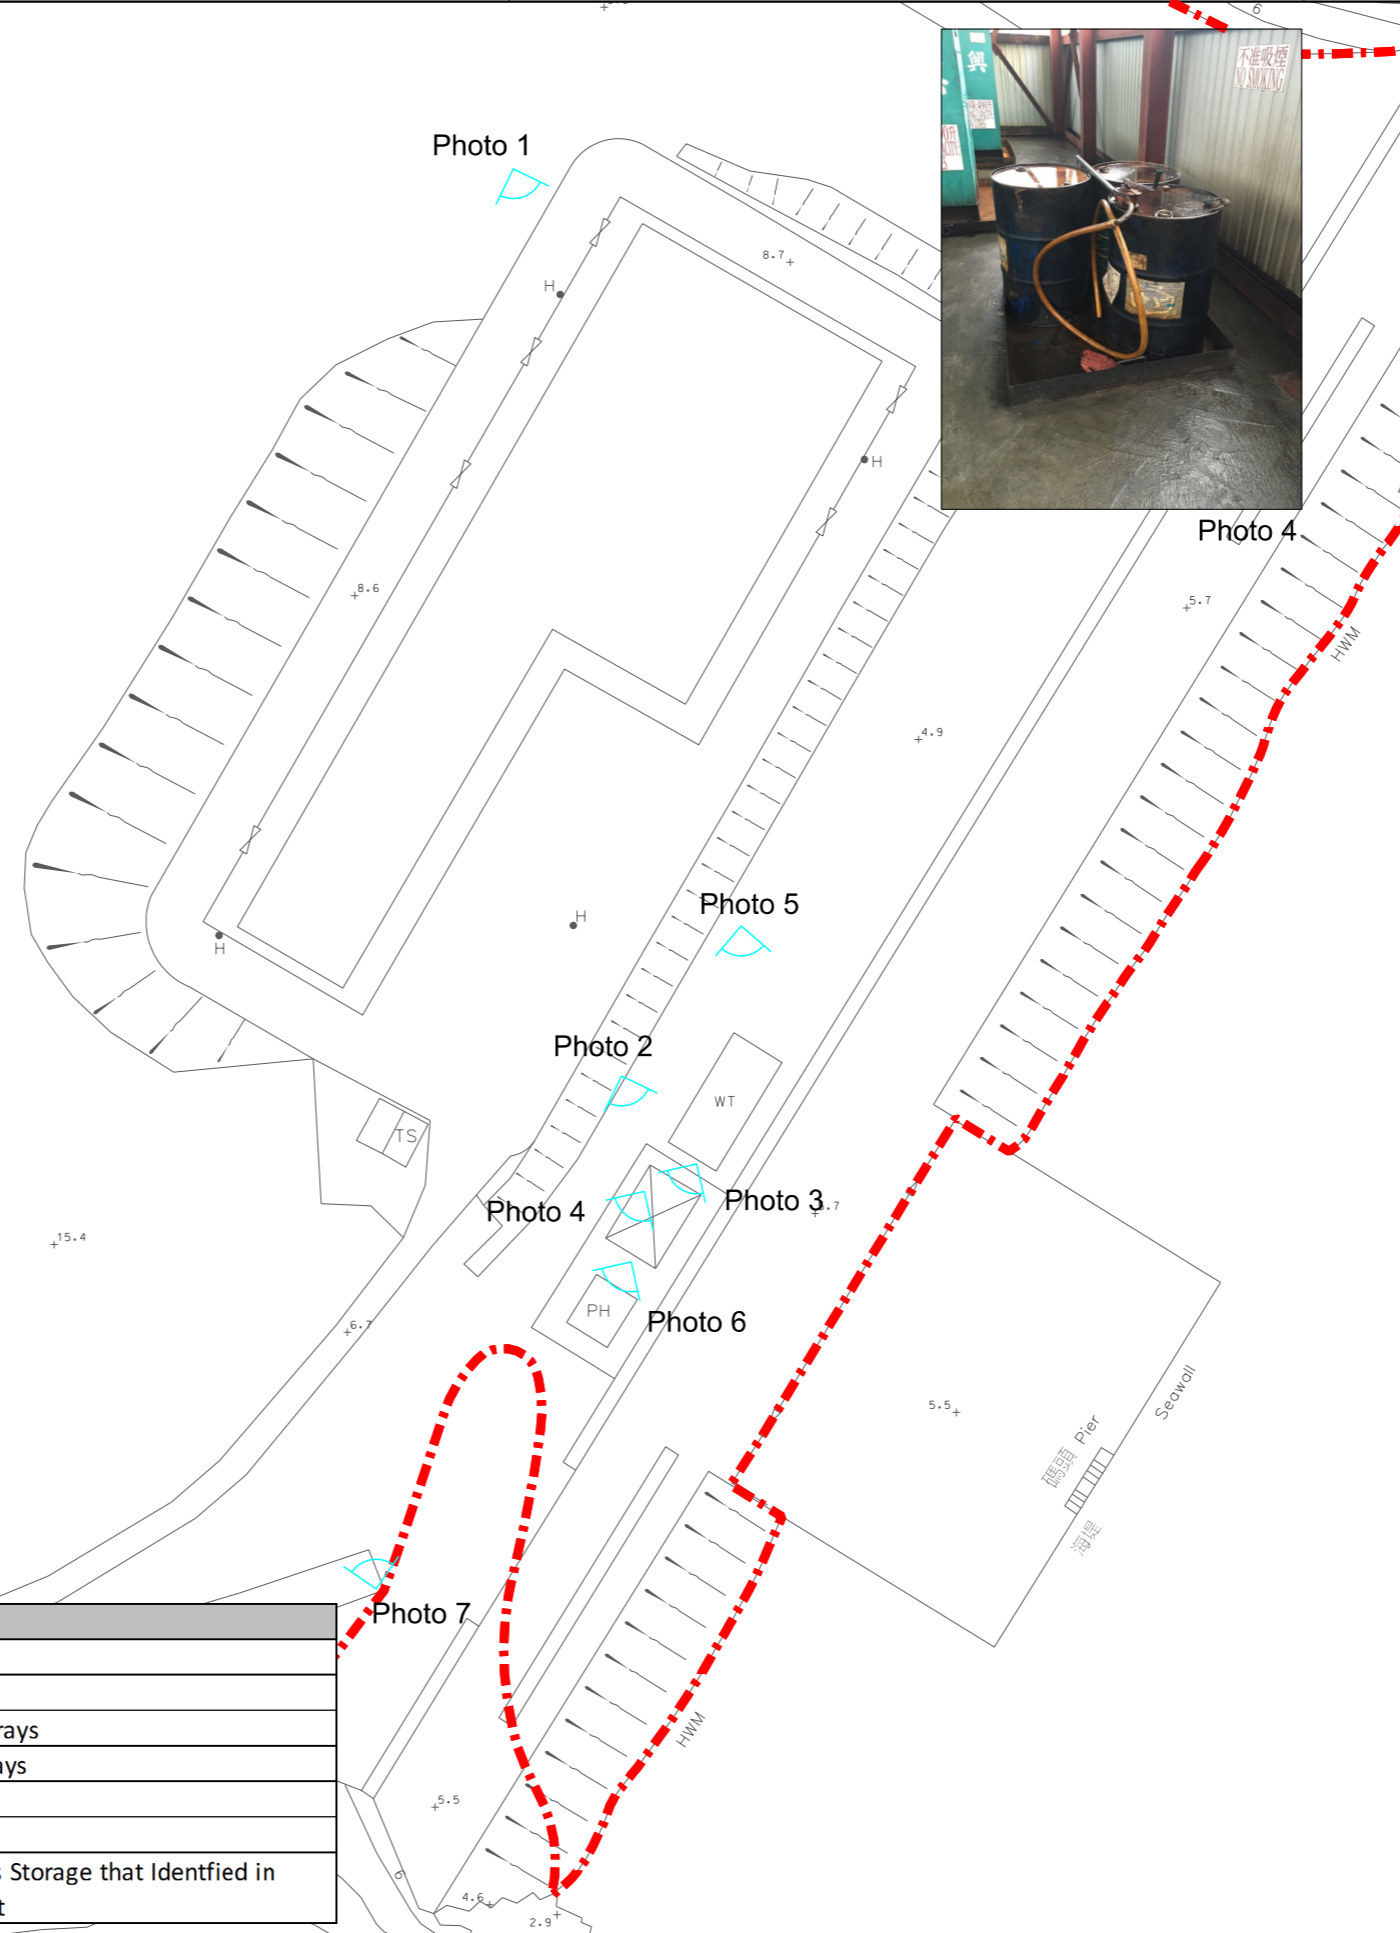 6
不准吸煙
NO SMOKING
興
Photo 1
8.7
H
H
Photo 4
8.6
5.7
HWM
4.9
Photo 5
H
H
Photo 2
WT
TS
Photo 4
Photo 3
.7
15.4
PH
Photo 6
6.7
5.5
碼頭 Pier
Seawall
海堤
Photo 7
HWM
rays
ays
5.5
s Storage that Identfied in
t
6
4.6
2.9